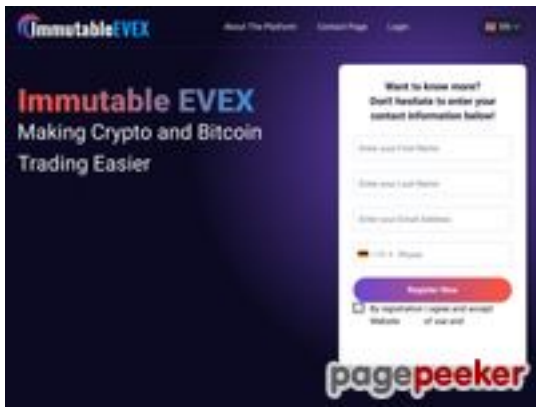 ImmutableEVEX
About The Platform Contact Page Login EN
Immutable EVEX
Making Crypto and Bitcoin
Trading Easier
Want to know more?
Don't hesitate to enter your
contact information below!
Enter your First Name
Enter your Last Name
Enter your Email Address
Phone
Register Now
By registration I agree and accept
Website of use and
pagepeeker